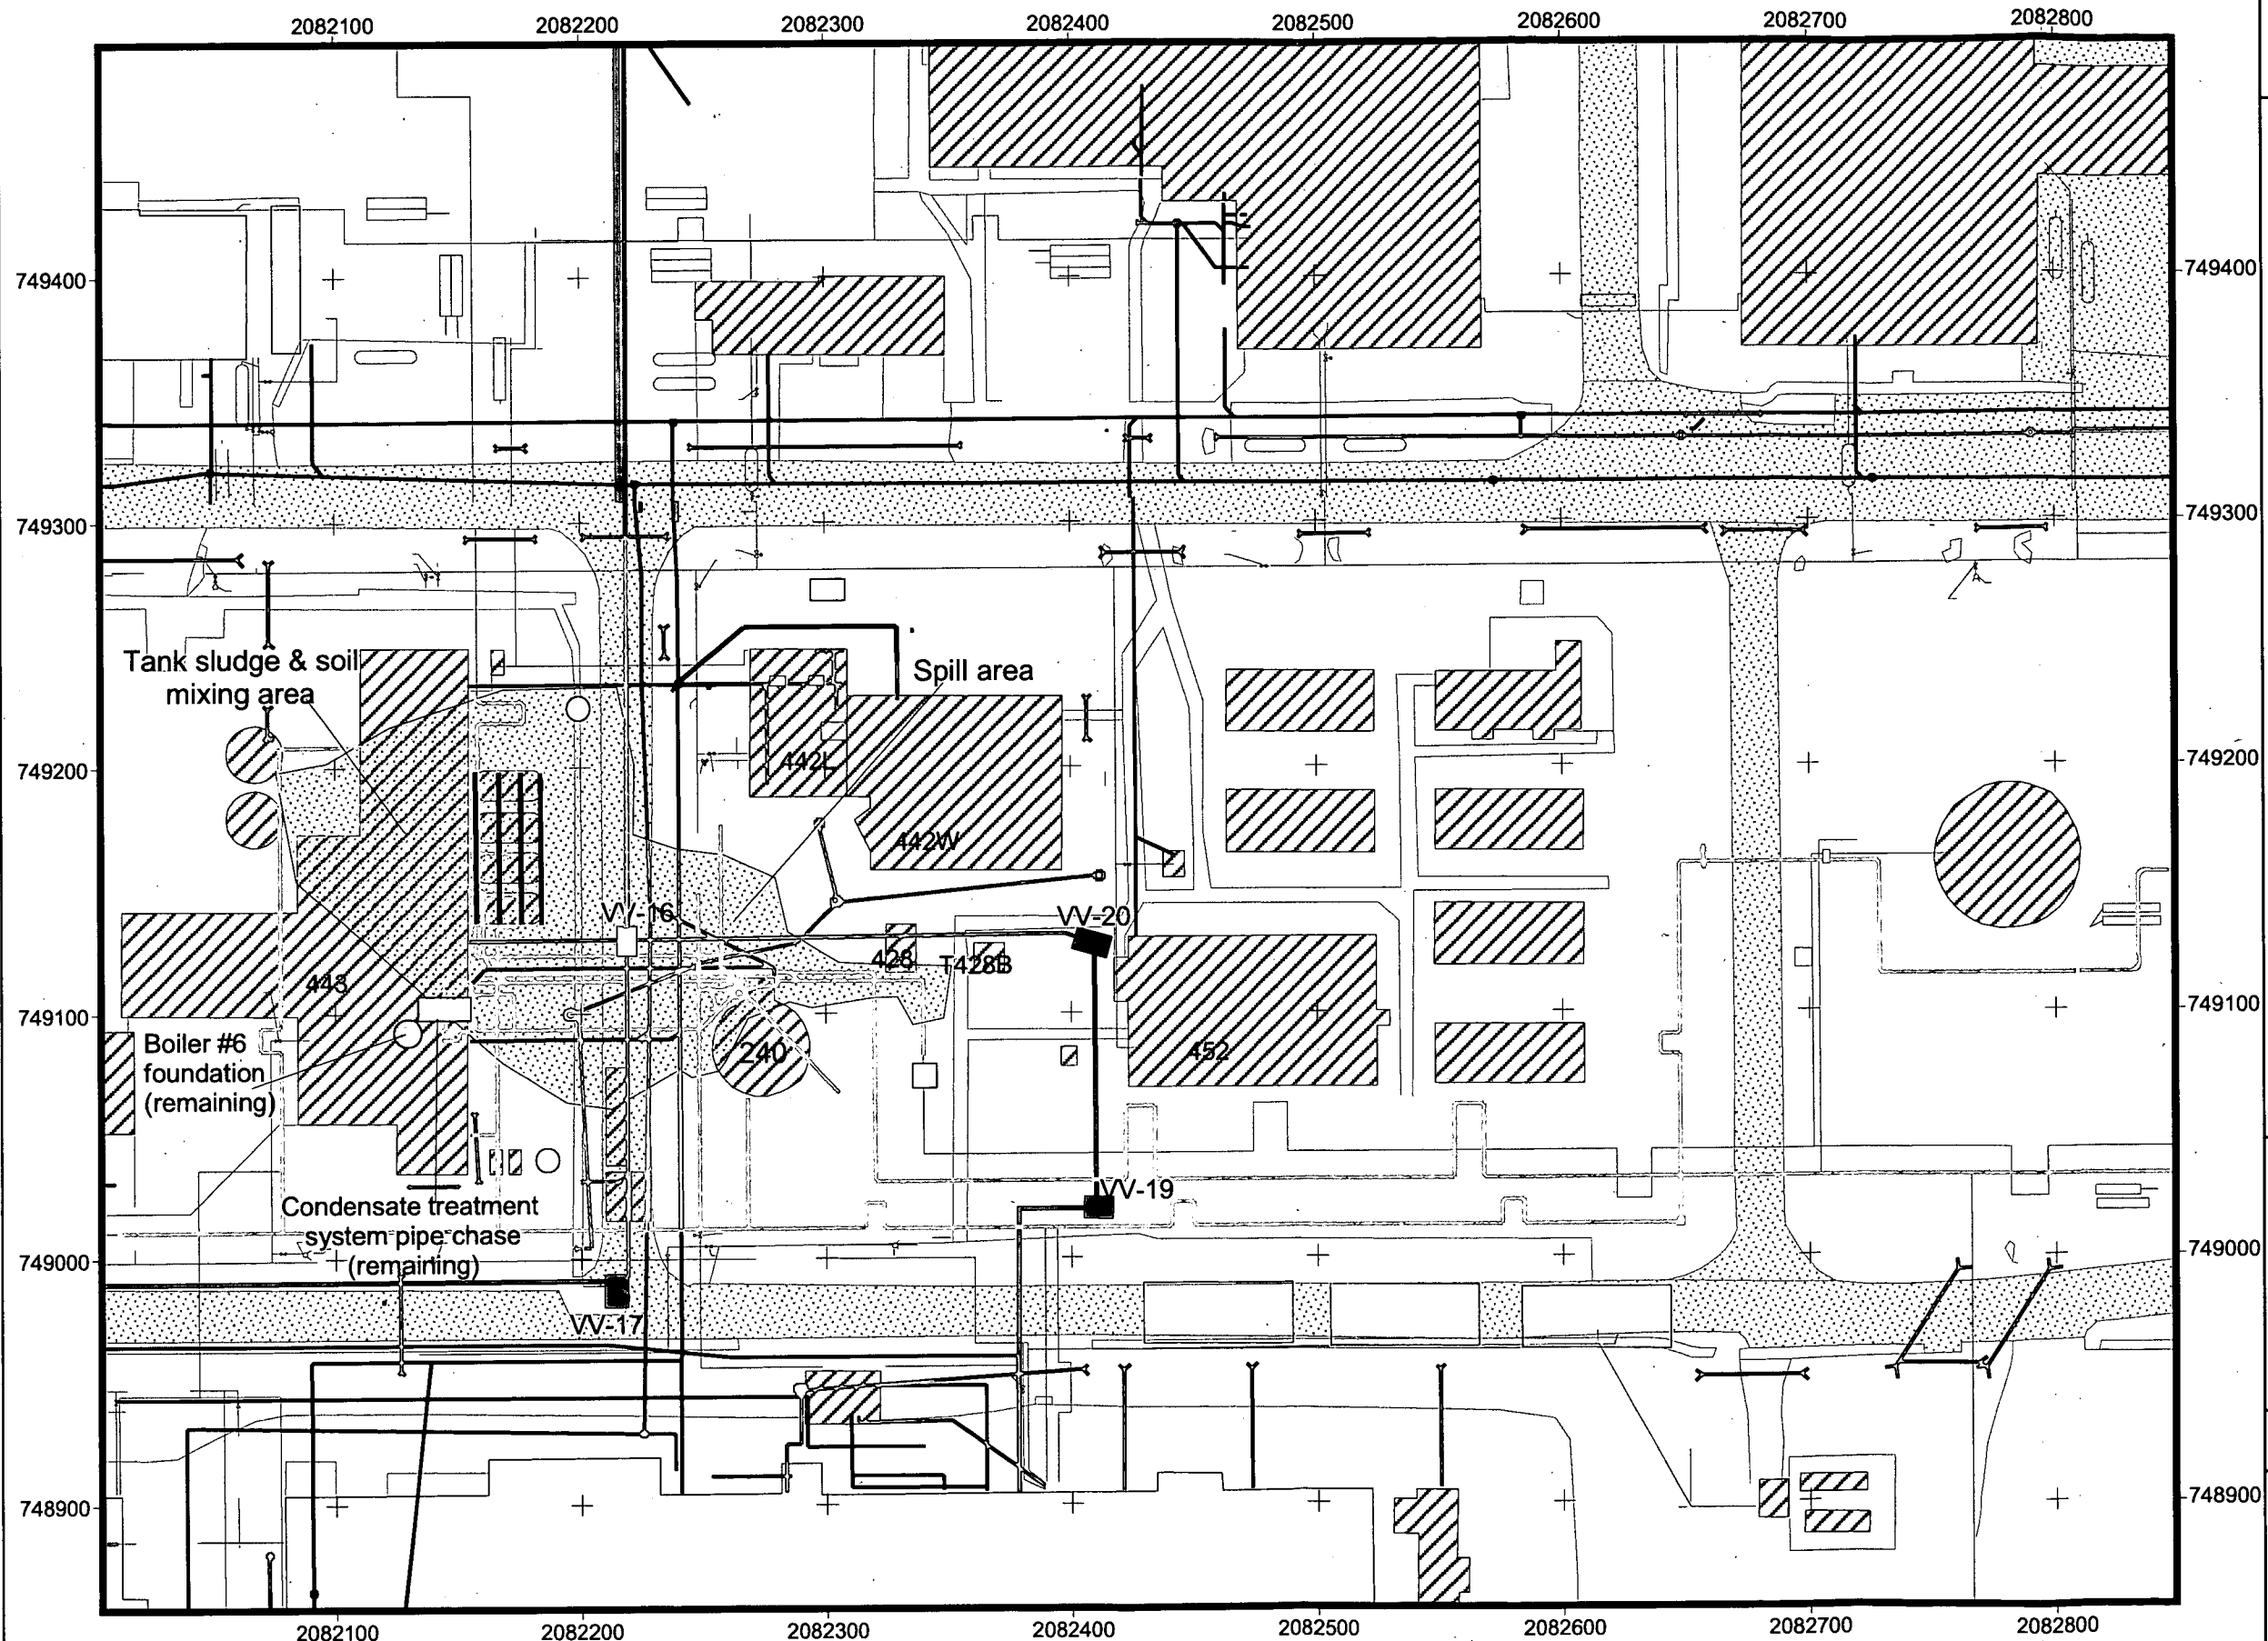 2082100 2082200 2082300 2082400 2082500 2082600 2082700 2082800
749400
749400
749300
749300
Tank sludge & soil
mixing area
Spill area
442L
749200
749200
442W
VV-16
VV-20
428
T428B
443
749100
749100
Boiler #6
foundation
(remaining)
240
452
VV-19
Condensate treatment
system pipe chase
(remaining)
749000
749000
VV-17
748900
748900
2082100 2082200 2082300 2082400 2082500 2082600 2082700 2082800